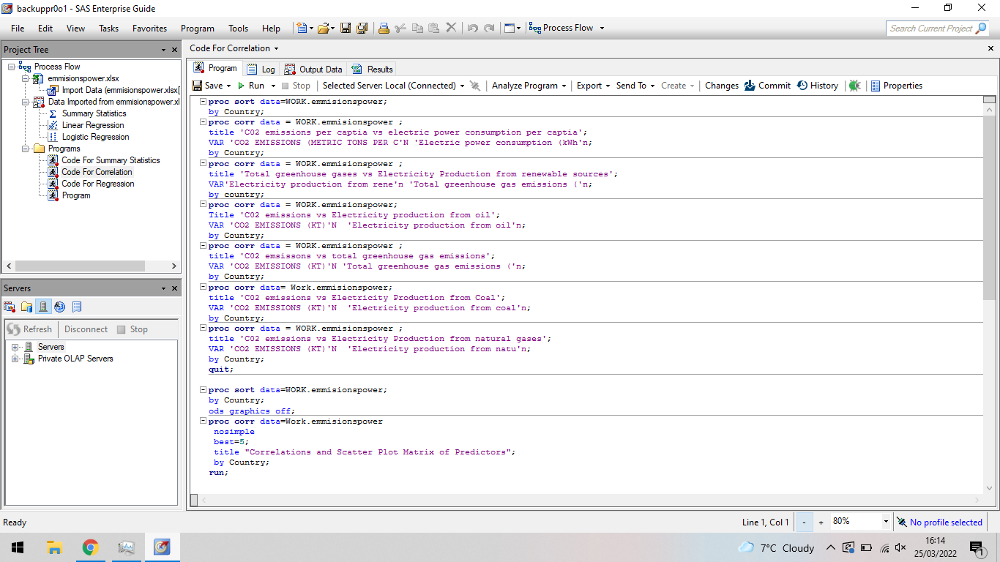 backuppr0o1 - SAS Enterprise Guide
File Edit View Tasks Favorites Program Tools Help Process Flow Search Current Project
Project Tree
Process Flow
emmisionspower.xlsx
Import Data (emmisionspower.xlsx[
Data Imported from emmisionspower.xl
Summary Statistics
Linear Regression
Logistic Regression
Programs
Code For Summary Statistics
Code For Correlation
Code For Regression
Program
Servers
Refresh Disconnect Stop
Servers
Private OLAP Servers
Code For Correlation
Program Log Output Data Results
Save Run Stop Selected Server: Local (Connected) Analyze Program Export Send To Create Changes Commit History Properties
proc sort data=WORK.emmisionspower;
by Country;
proc corr data = WORK.emmisionspower ;
title 'C02 emissions per captia vs electric power consumption per captia';
VAR 'CO2 EMISSIONS (METRIC TONS PER C'N 'Electric power consumption (kWh'n;
by Country;
proc corr data = WORK.emmisionspower ;
title 'Total greenhouse gases vs Electricity Production from renewable sources';
VAR'Electricity production from rene'n 'Total greenhouse gas emissions ('n;
by country;
proc corr data = WORK.emmisionspower;
Title 'C02 emissions vs Electricity production from oil';
VAR 'CO2 EMISSIONS (KT)'N  'Electricity production from oil'n;
by Country;
proc corr data = WORK.emmisionspower ;
title 'C02 emsissons vs total greenhouse gas emissions';
VAR 'CO2 EMISSIONS (KT)'N 'Total greenhouse gas emissions ('n;
by Country;
proc corr data= Work.emmisionspower;
title 'C02 emissions vs Electricity Production from Coal';
VAR 'CO2 EMISSIONS (KT)'N  'Electricity production from coal'n;
by Country;
proc corr data = WORK.emmisionspower ;
title 'C02 emissions vs Electricity Production from natural gases';
VAR 'CO2 EMISSIONS (KT)'N  'Electricity production from natu'n;
by Country;
quit;
proc sort data=WORK.emmisionspower;
by Country;
ods graphics off;
proc corr data=Work.emmisionspower
nosimple
best=5;
title "Correlations and Scatter Plot Matrix of Predictors";
by Country;
run;
Ready Line 1, Col 1 - + 80% No profile selected
7°C Cloudy 16:14
25/03/2022
1